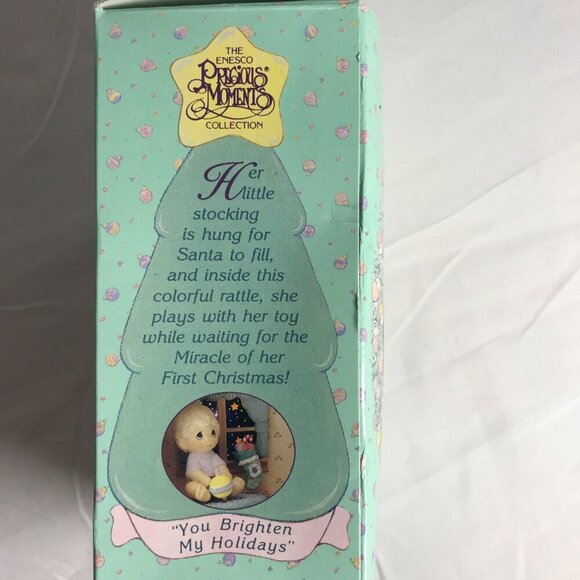 THE
ENESCO
PRECIOUS®
MOMENTS
COLLECTION
Her
little
stocking
is hung for
Santa to fill,
and inside this
colorful rattle, she
plays with her toy
while waiting for the
Miracle of her
First Christmas!
"You Brighten
My Holidays"